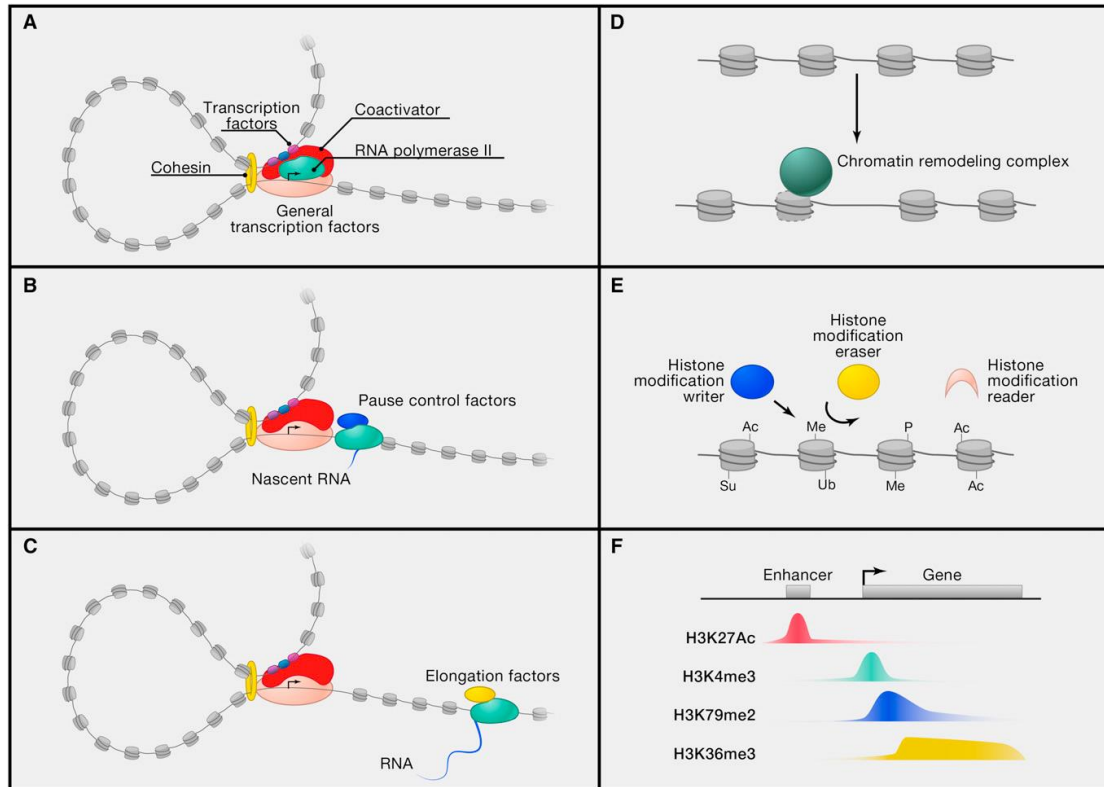 A
Transcription
factors
Coactivator
RNA polymerase II
Cohesin
General
transcription factors
B
Pause control factors
Nascent RNA
C
Elongation factors
RNA
D
Chromatin remodeling complex
E
Histone
modification
writer
Histone
modification
eraser
Histone
modification
reader
Ac
Me
P
Ac
Su
Ub
Me
Ac
F
Enhancer
Gene
H3K27Ac
H3K4me3
H3K79me2
H3K36me3